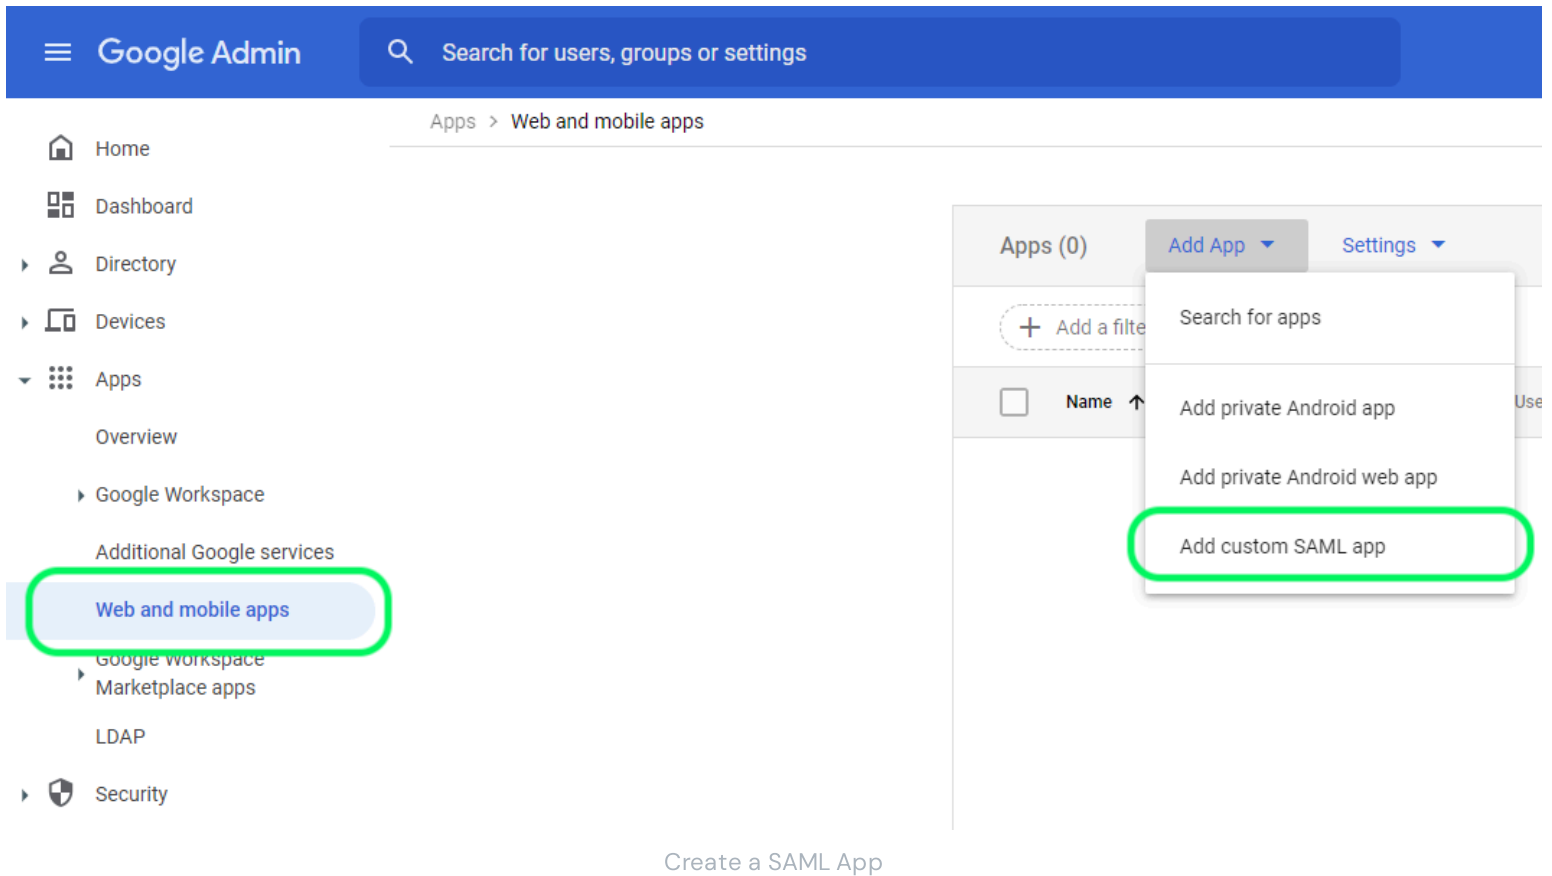 Google Admin
Search for users, groups or settings
Apps > Web and mobile apps
Home
Dashboard
Directory
Devices
Apps
Overview
Google Workspace
Additional Google services
Web and mobile apps
Google Workspace
Marketplace apps
LDAP
Security
Apps (0)
Add App
Settings
Add a filte
Name
Use
Search for apps
Add private Android app
Add private Android web app
Add custom SAML app
Create a SAML App